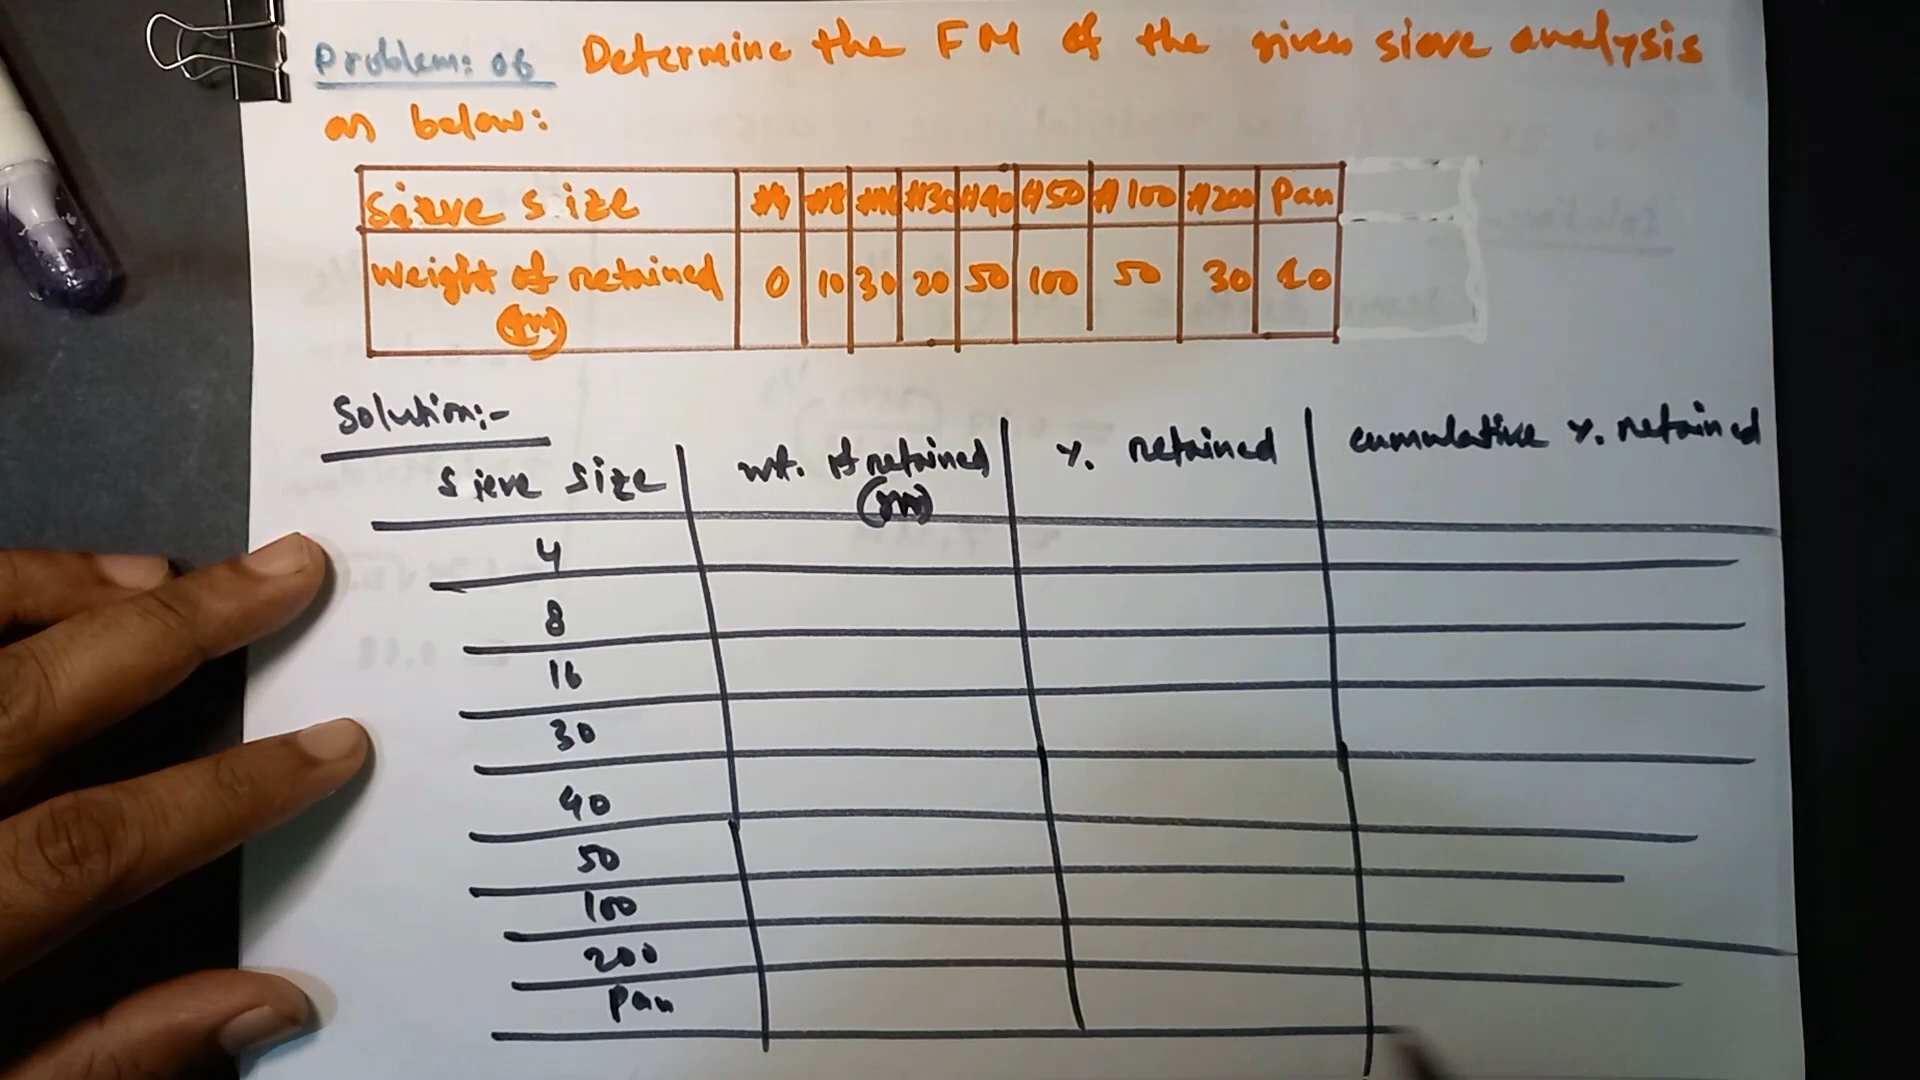 Problem: 06 Determine the FM of the given sieve analysis
as below:
Sieve size #4 #8 #16 #30 #40 #50 #100 #200 Pan
Weight of retained 0 10 30 20 50 100 50 30 10
(gm)
Solution:-
Sieve size wt. of retained % retained cumulative % retained
(gm)
4
8
16
30
40
50
100
200
Pan